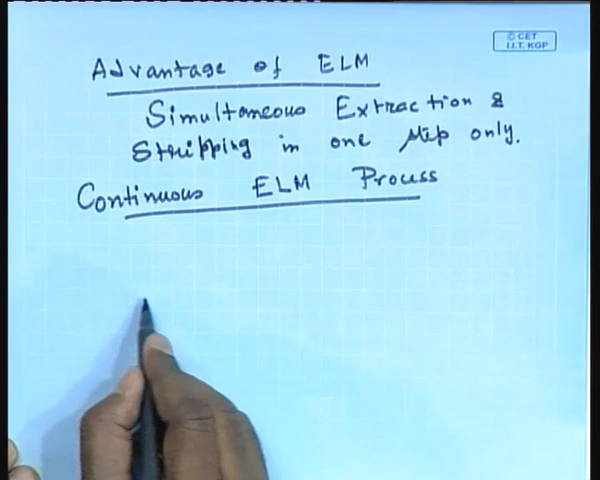 © CET
I.I.T. KGP
Advantage of ELM
Simultaneous Extraction &
Stripping in one step only.
Continuous ELM Process